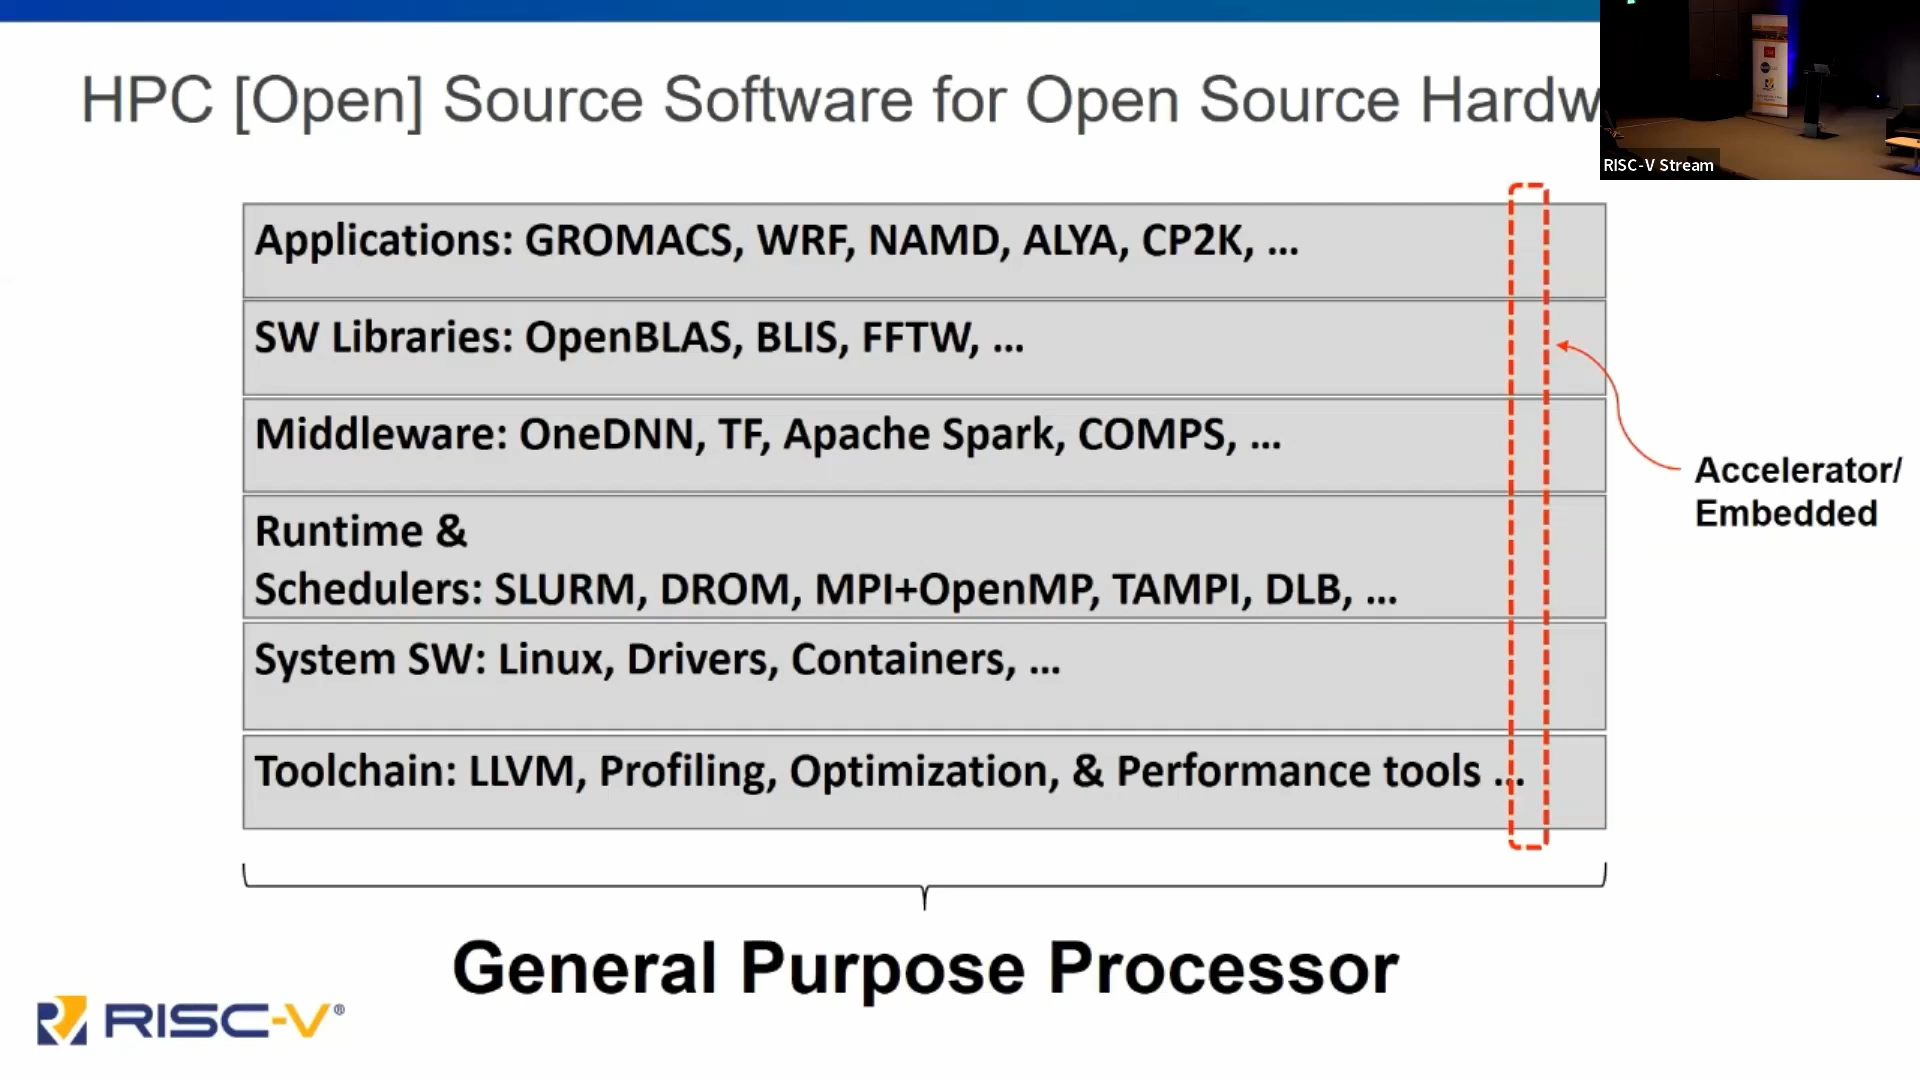 HPC [Open] Source Software for Open Source Hardw
RISC-V Stream
Applications: GROMACS, WRF, NAMD, ALYA, CP2K, ...
SW Libraries: OpenBLAS, BLIS, FFTW, ...
Middleware: OneDNN, TF, Apache Spark, COMPS, ...
Runtime &
Schedulers: SLURM, DROM, MPI+OpenMP, TAMPI, DLB, ...
System SW: Linux, Drivers, Containers, ...
Toolchain: LLVM, Profiling, Optimization, & Performance tools ...
Accelerator/
Embedded
General Purpose Processor
RISC-V®